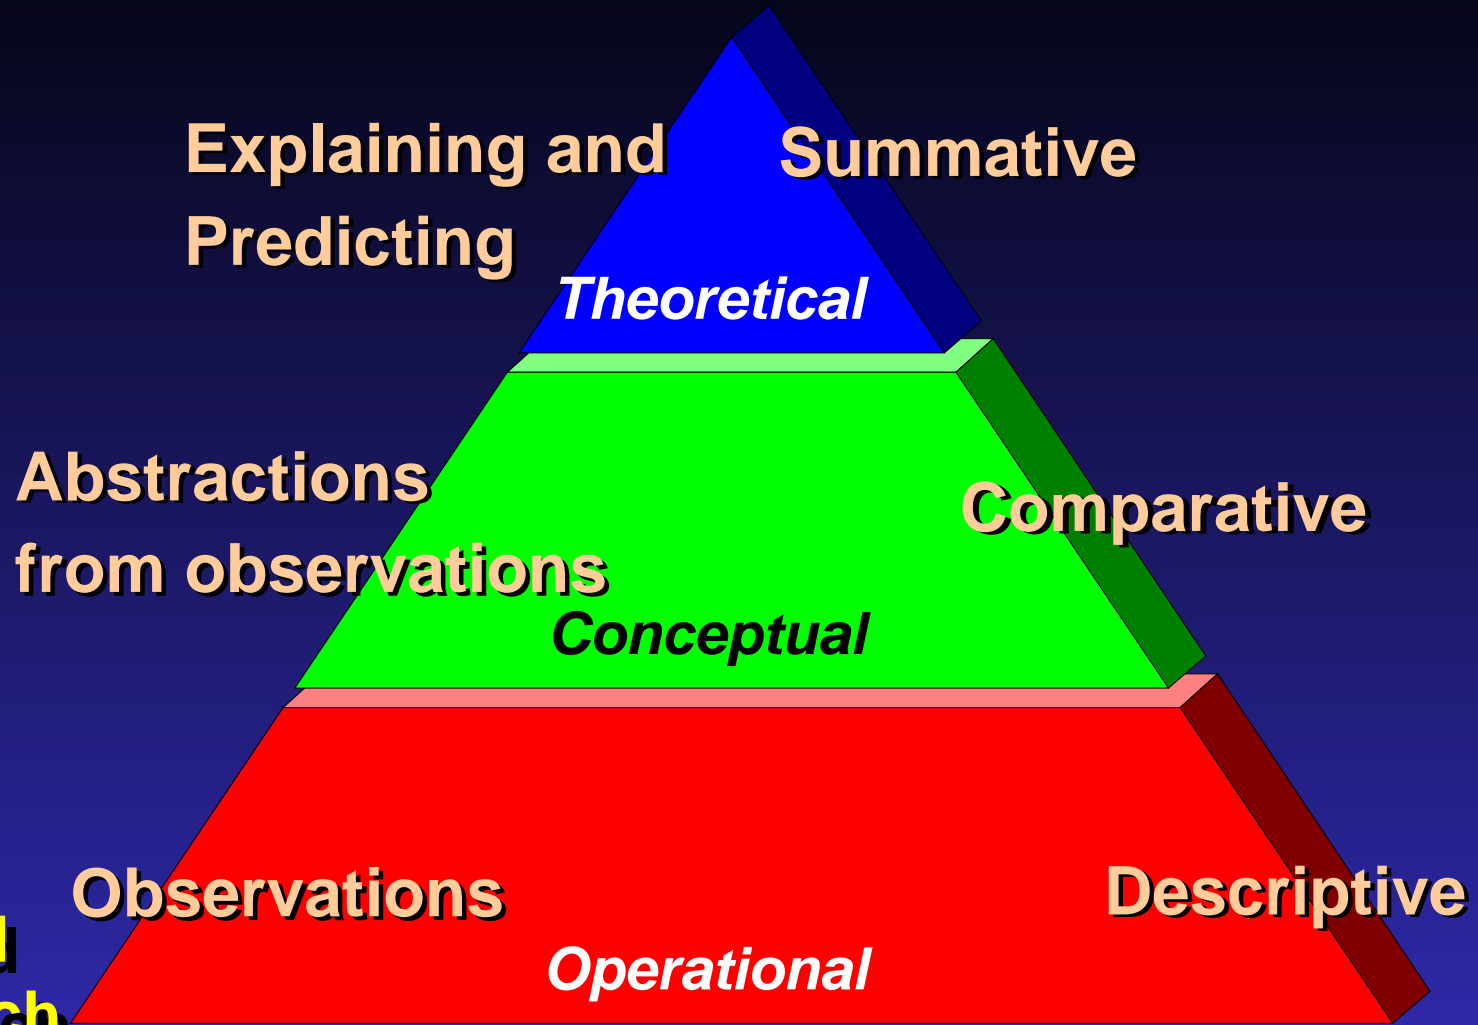 Explaining and
Predicting
Summative
Theoretical
Abstractions
from observations
Comparative
Conceptual
Observations
Descriptive
Operational